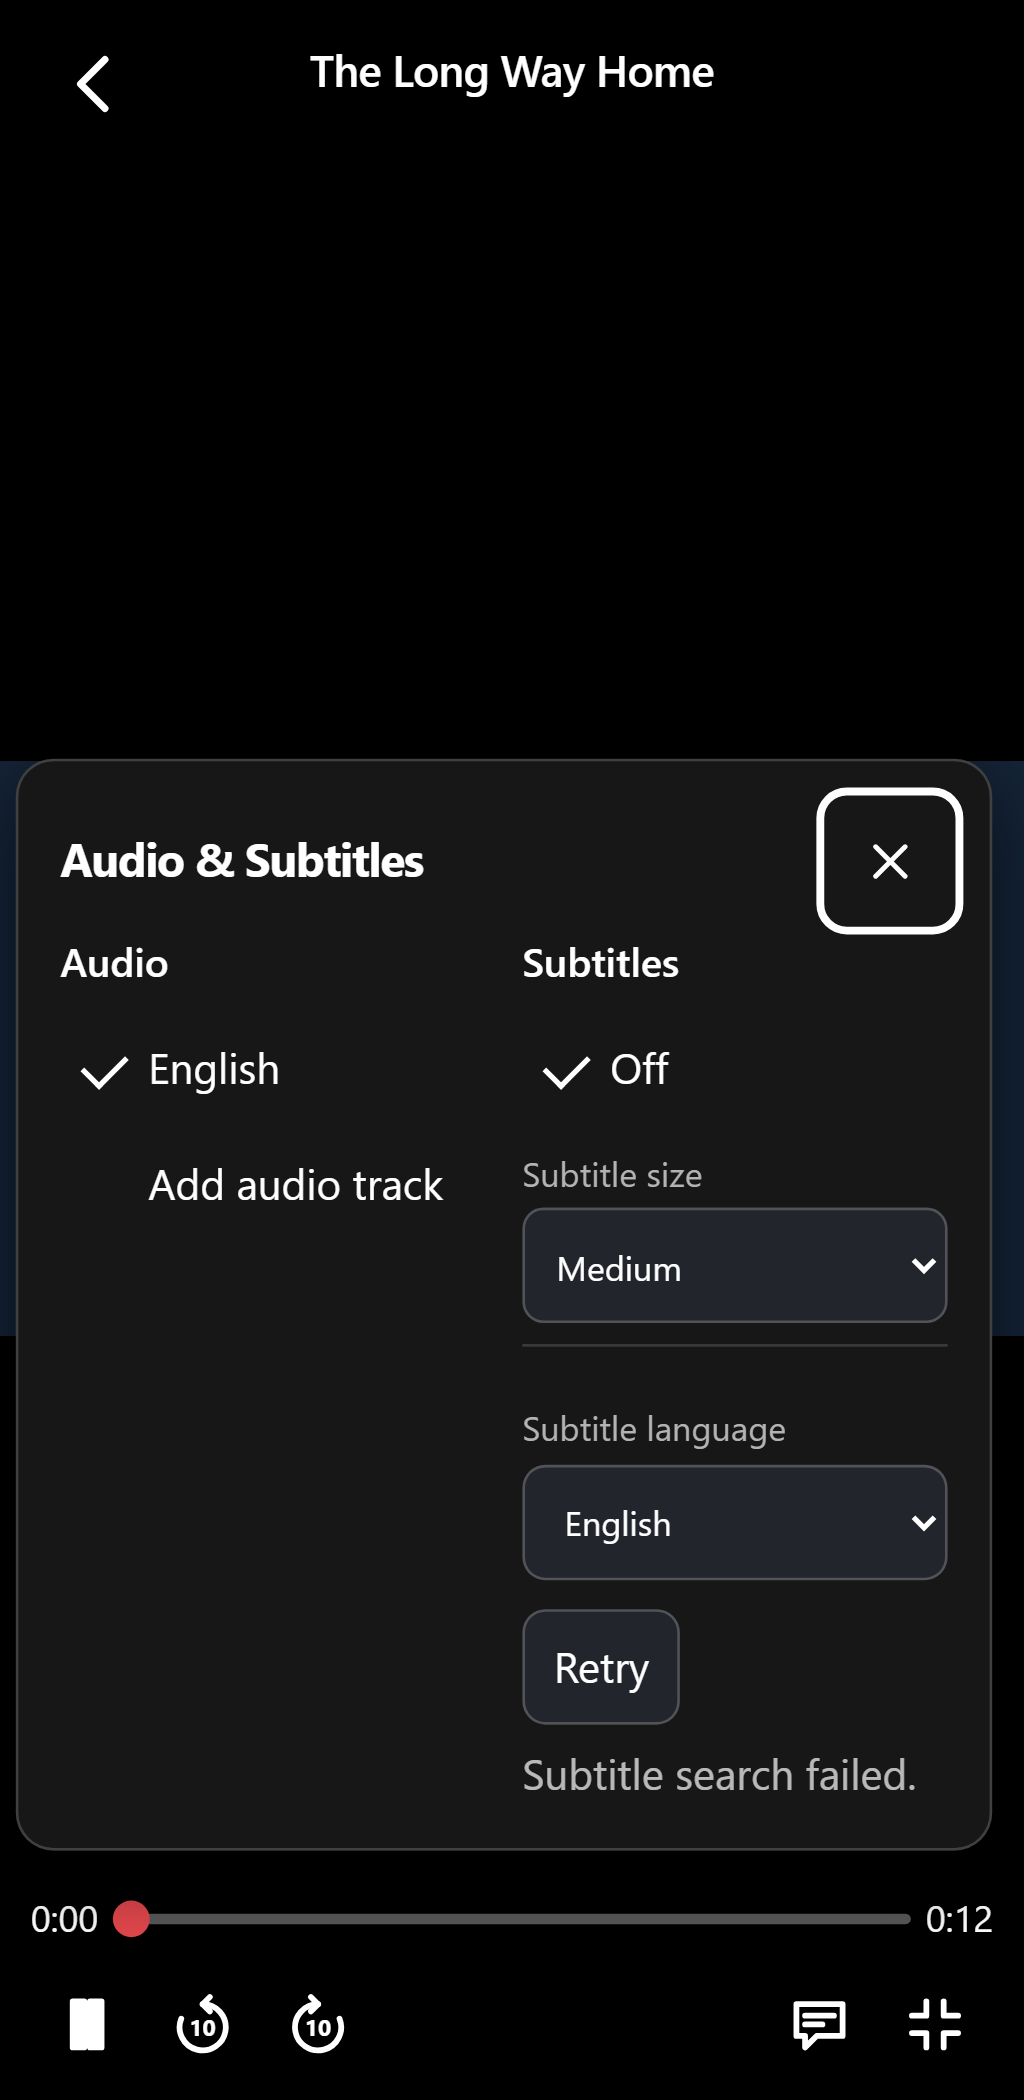 The Long Way Home
Audio & Subtitles
Audio
English
Add audio track
Subtitles
Off
Subtitle size
Medium
Subtitle language
English
Retry
Subtitle search failed.
0:00
0:12
10
10